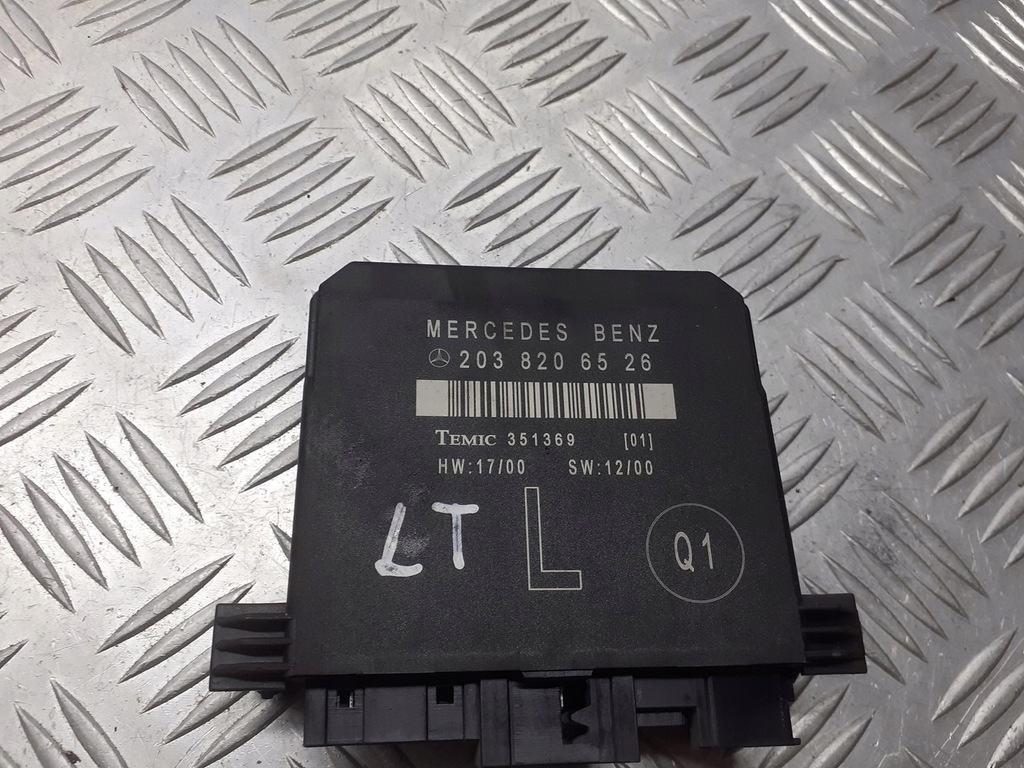 MERCEDES BENZ
203 820 65 26
TEMIC 351369 [01]
HW:17/00 SW:12/00
LT
L
Q1